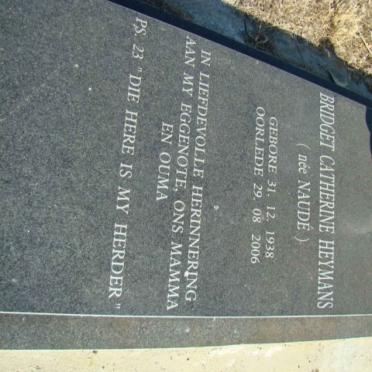 BRIDGET CATHERINE HEYMANS
( née NAUDÉ )
GEBORE 31. 12. 1938
OORLEDE 29. 08 2006
IN LIEFDEVOLLE HERINNERING
AAN MY EGGENOTE, ONS MAMMA
EN OUMA
PS. 23 "DIE HERE IS MY HERDER"